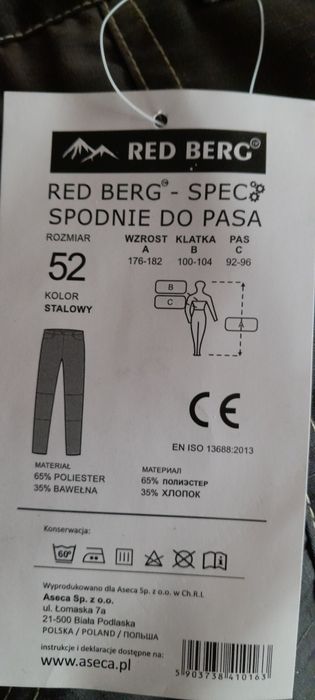 RED BERG®
RED BERG® - SPEC
SPODNIE DO PASA
ROZMIAR WZROST KLATKA PAS
A B C
52 176-182 100-104 92-96
KOLOR
STALOWY
B
C
A
CE
EN ISO 13688:2013
MATERIAŁ
65% POLIESTER
35% BAWEŁNA
МАТЕРИАЛ
65% ПОЛИЭСТЕР
35% ХЛОПОК
Konserwacja:
60°
Wyprodukowano dla Aseca Sp. z o.o. w Ch.R.L
Aseca Sp. z o.o.
ul. Łomaska 7a
21-500 Biała Podlaska
POLSKA / POLAND / ПОЛЬША
instrukcje i deklaracje dostępne na:
www.aseca.pl
5 903738 410163